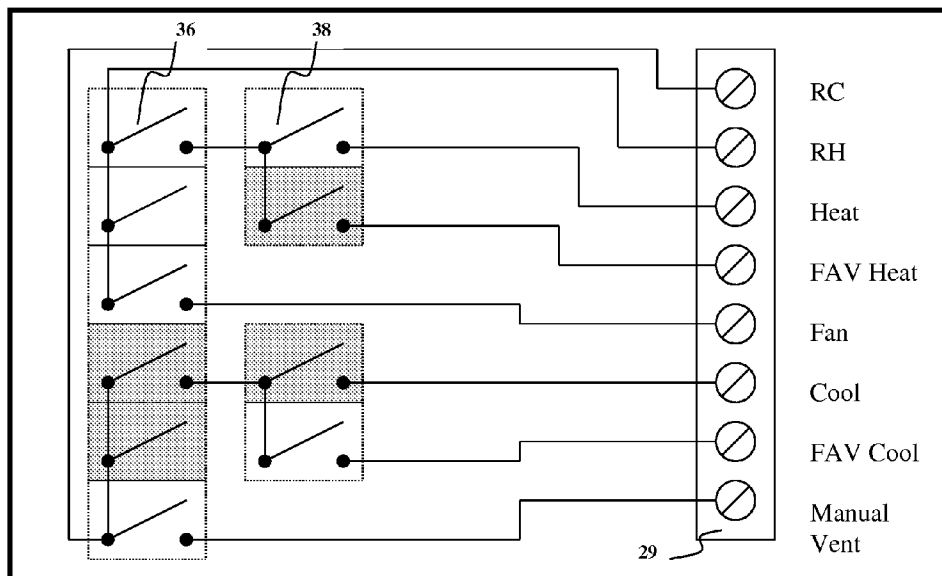 36
38
RC
RH
Heat
FAV Heat
Fan
Cool
FAV Cool
Manual
Vent
29